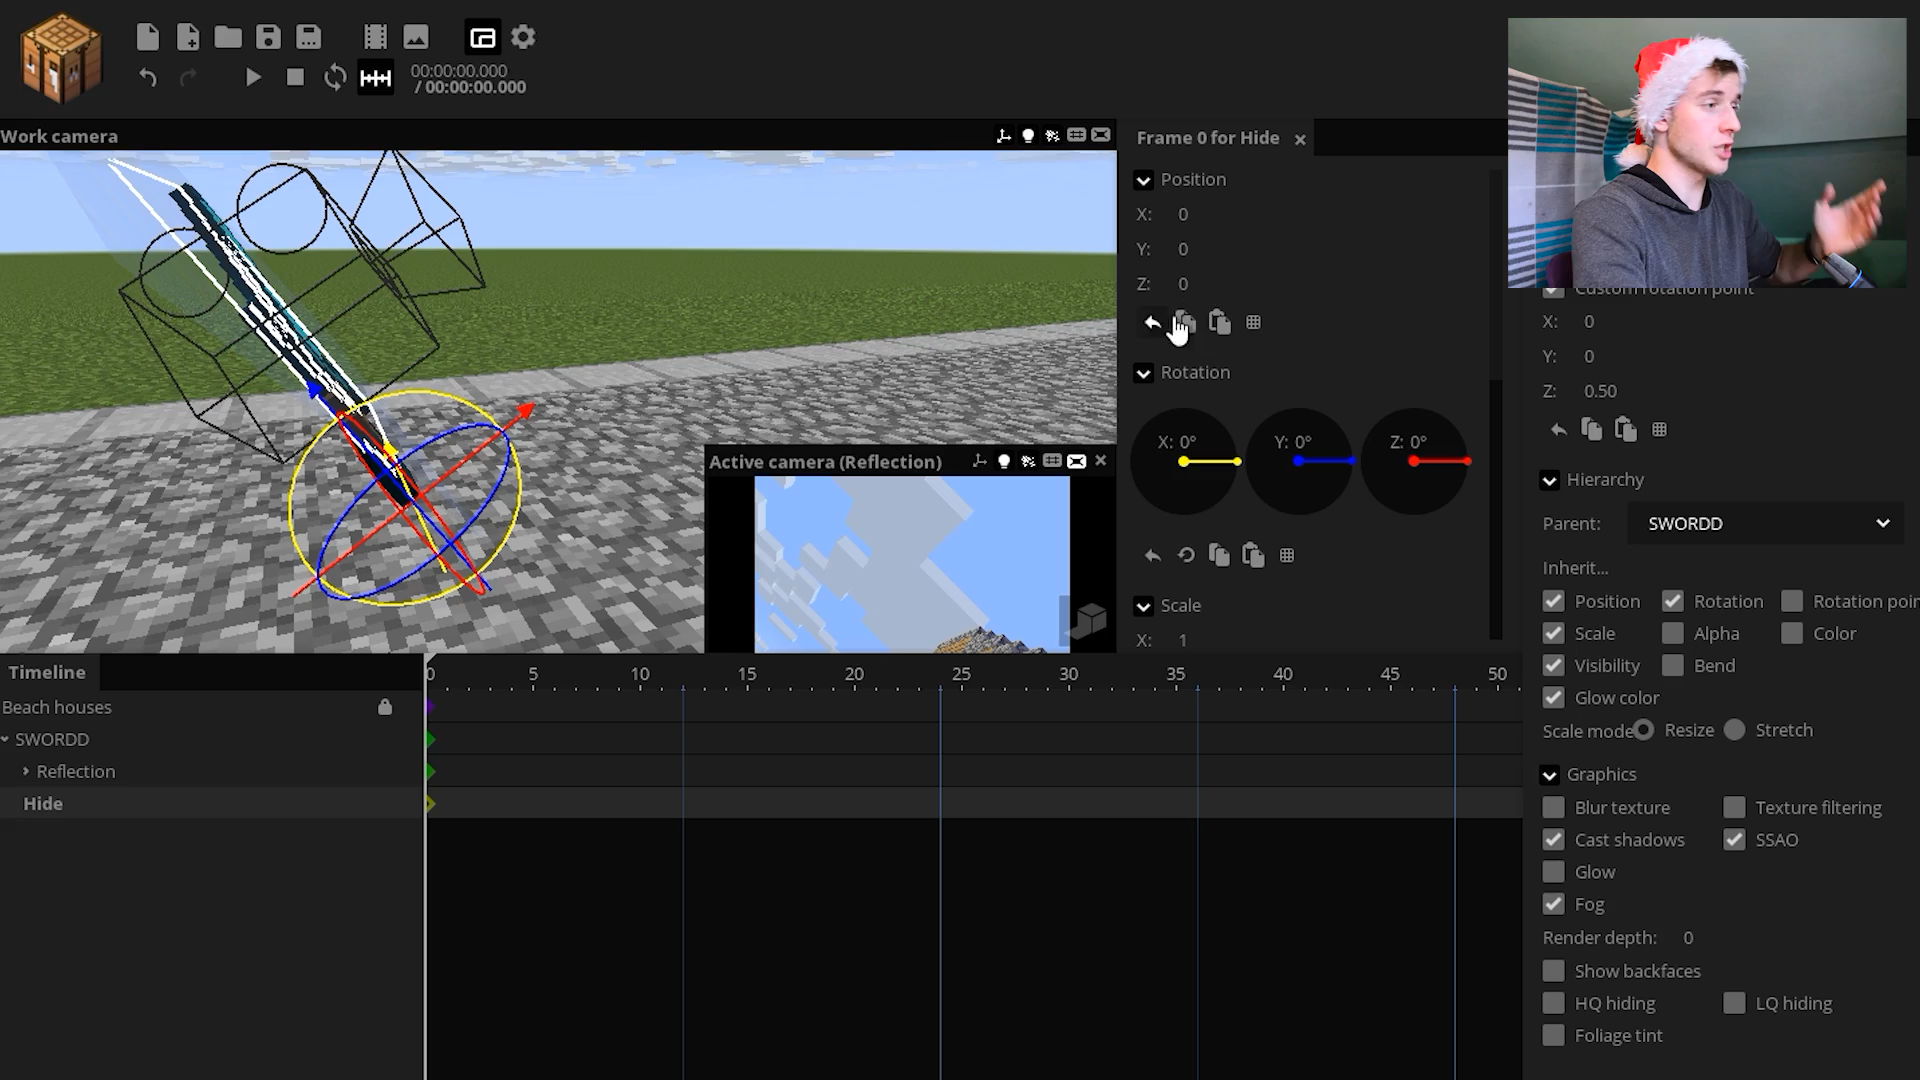 00:00:00.000
/ 00:00:00.000
Work camera
Frame 0 for Hide
Position
X: 0
Y: 0
Z: 0
Rotation
X: 0° Y: 0° Z: 0°
Scale
X: 1
Active camera (Reflection)
Custom rotation point
X: 0
Y: 0
Z: 0.50
Hierarchy
Parent: SWORDD
Inherit...
Position Rotation Rotation poin
Scale Alpha Color
Visibility Bend
Glow color
Scale mode Resize Stretch
Graphics
Blur texture Texture filtering
Cast shadows SSAO
Glow
Fog
Render depth: 0
Show backfaces
HQ hiding LQ hiding
Foliage tint
Timeline
0 5 10 15 20 25 30 35 40 45 50
Beach houses
SWORDD
Reflection
Hide